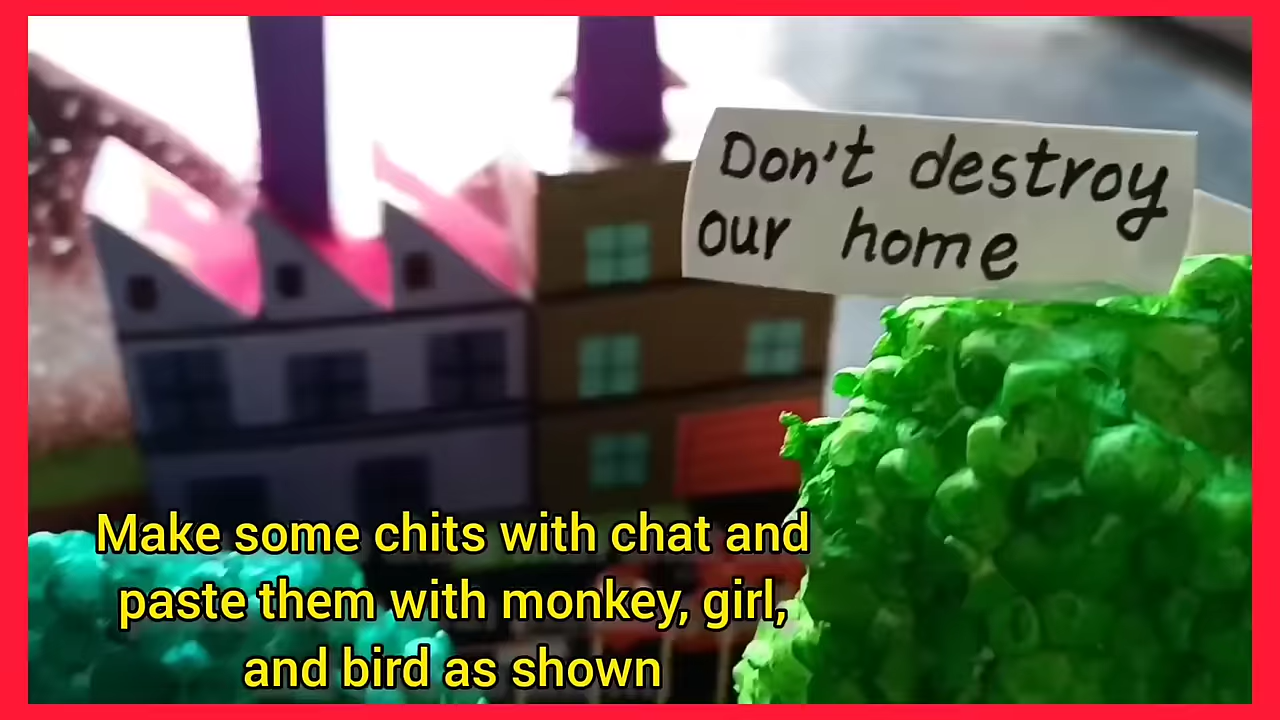 Don't destroy
our home
Make some chits with chat and
paste them with monkey, girl,
and bird as shown